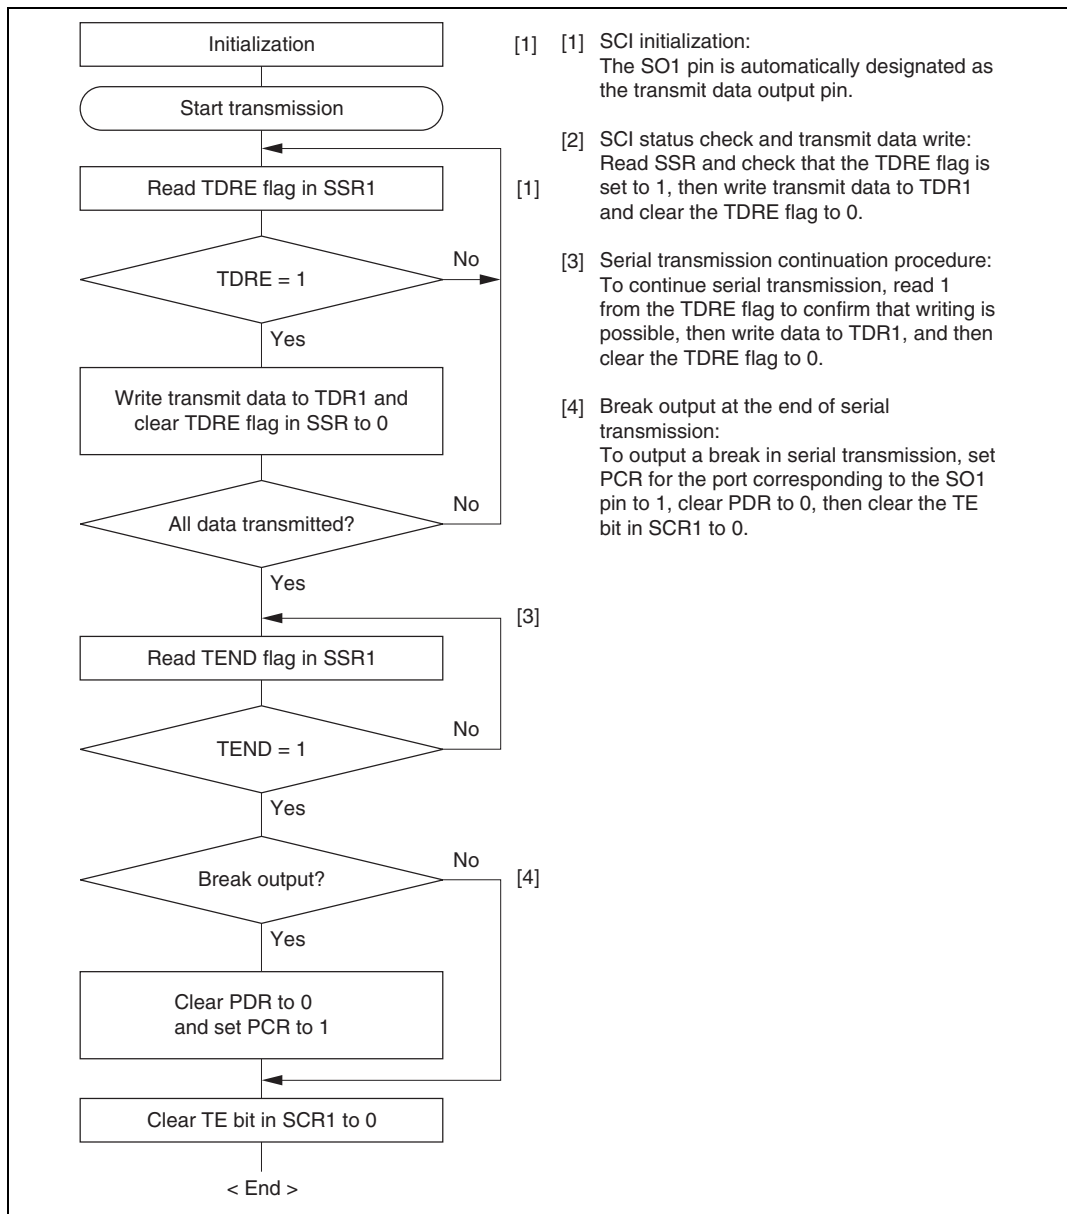 Initialization
[1]
Start transmission
Read TDRE flag in SSR1
[1]
TDRE = 1
No
Yes
Write transmit data to TDR1 and
clear TDRE flag in SSR to 0
All data transmitted?
No
Yes
[3]
Read TEND flag in SSR1
TEND = 1
No
Yes
Break output?
No
[4]
Yes
Clear PDR to 0
and set PCR to 1
Clear TE bit in SCR1 to 0
< End >
[1] SCI initialization:
The SO1 pin is automatically designated as
the transmit data output pin.
[2] SCI status check and transmit data write:
Read SSR and check that the TDRE flag is
set to 1, then write transmit data to TDR1
and clear the TDRE flag to 0.
[3] Serial transmission continuation procedure:
To continue serial transmission, read 1
from the TDRE flag to confirm that writing is
possible, then write data to TDR1, and then
clear the TDRE flag to 0.
[4] Break output at the end of serial
transmission:
To output a break in serial transmission, set
PCR for the port corresponding to the SO1
pin to 1, clear PDR to 0, then clear the TE
bit in SCR1 to 0.